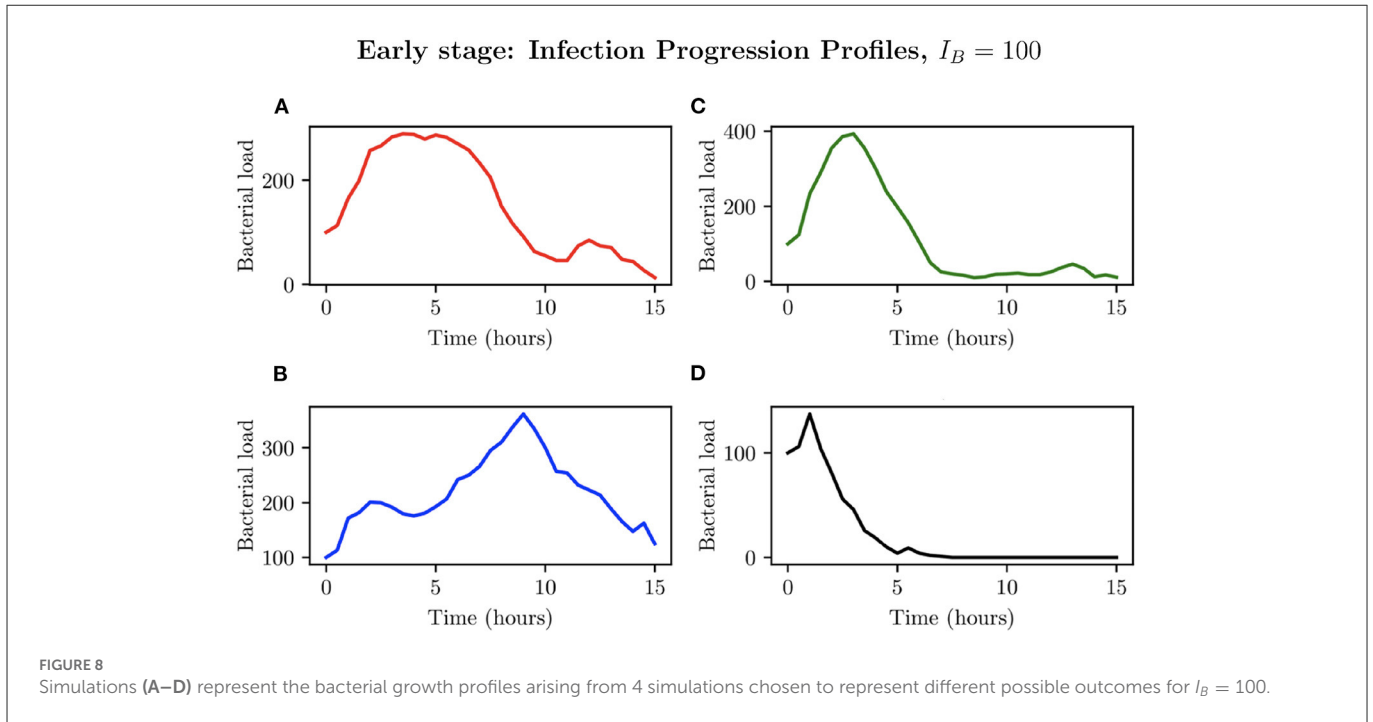 Early stage: Infection Progression Profiles, I_B = 100
A
Bacterial load
200
0
0 5 10 15
Time (hours)
C
Bacterial load
400
200
0
0 5 10 15
Time (hours)
B
Bacterial load
300
200
100
0 5 10 15
Time (hours)
D
Bacterial load
100
0
0 5 10 15
Time (hours)
FIGURE 8
Simulations (A–D) represent the bacterial growth profiles arising from 4 simulations chosen to represent different possible outcomes for I_B = 100.